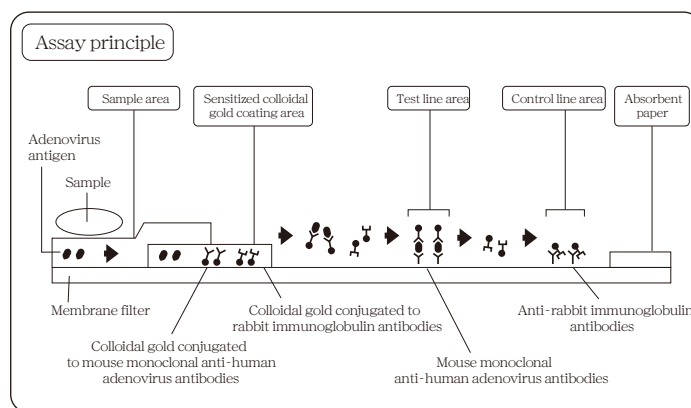 Assay principle
Sample area
Sensitized colloidal
gold coating area
Test line area
Control line area
Absorbent
paper
Adenovirus
antigen
Sample
Membrane filter
Colloidal gold conjugated to
rabbit immunoglobulin antibodies
Anti-rabbit immunoglobulin
antibodies
Colloidal gold conjugated
to mouse monoclonal anti-human
adenovirus antibodies
Mouse monoclonal
anti-human adenovirus antibodies